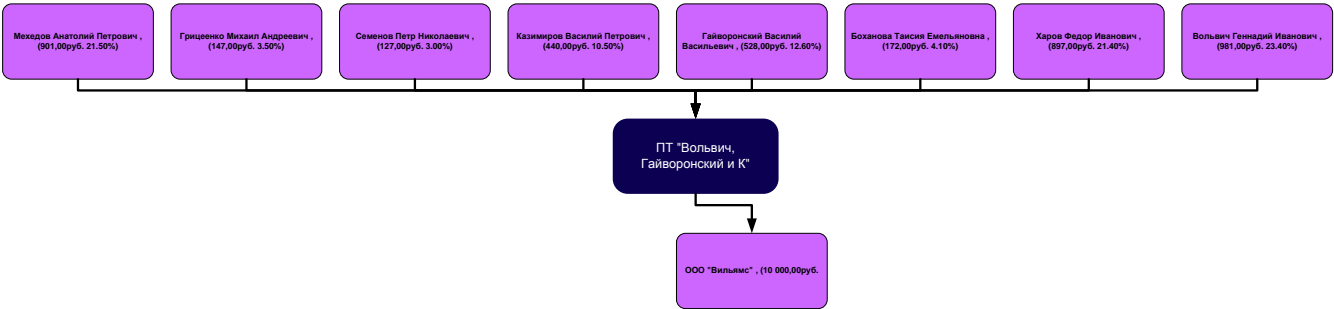 Мехедов Анатолий Петрович ,
(901,00руб. 21.50%)
Грицеенко Михаил Андреевич ,
(147,00руб. 3.50%)
Семенов Петр Николаевич ,
(127,00руб. 3.00%)
Казимиров Василий Петрович ,
(440,00руб. 10.50%)
Гайворонский Василий
Васильевич , (528,00руб. 12.60%)
Боханова Таисия Емельяновна ,
(172,00руб. 4.10%)
Харов Федор Иванович ,
(897,00руб. 21.40%)
Вольвич Геннадий Иванович ,
(981,00руб. 23.40%)
ПТ "Вольвич,
Гайворонский и К"
ООО "Вильямс" , (10 000,00руб.